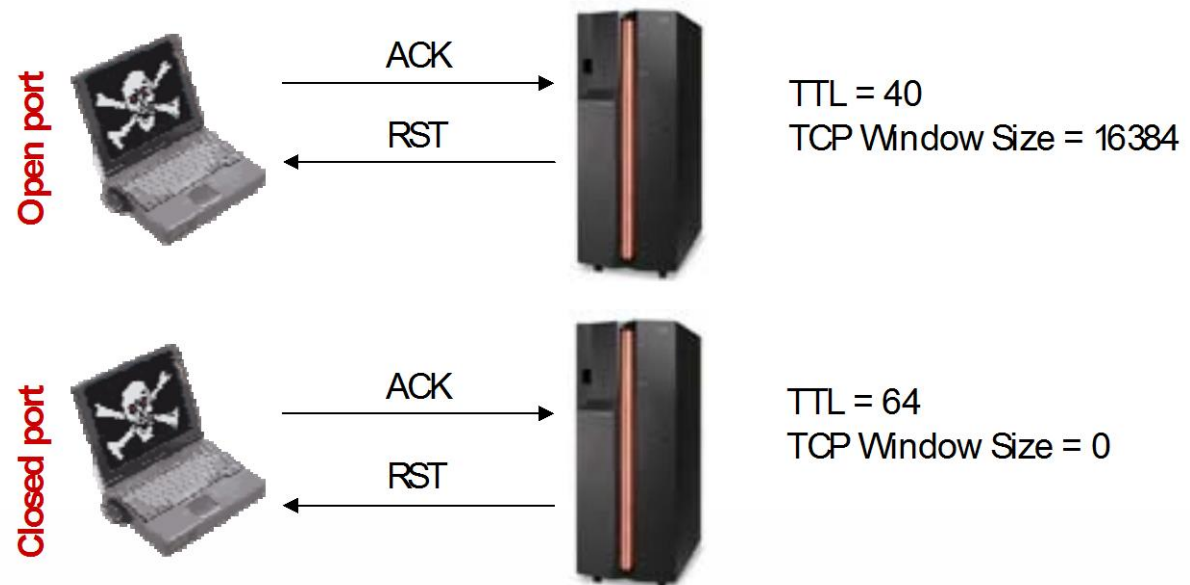 Open port
ACK
RST
TTL = 40
TCP Window Size = 16384
Closed port
ACK
RST
TTL = 64
TCP Window Size = 0